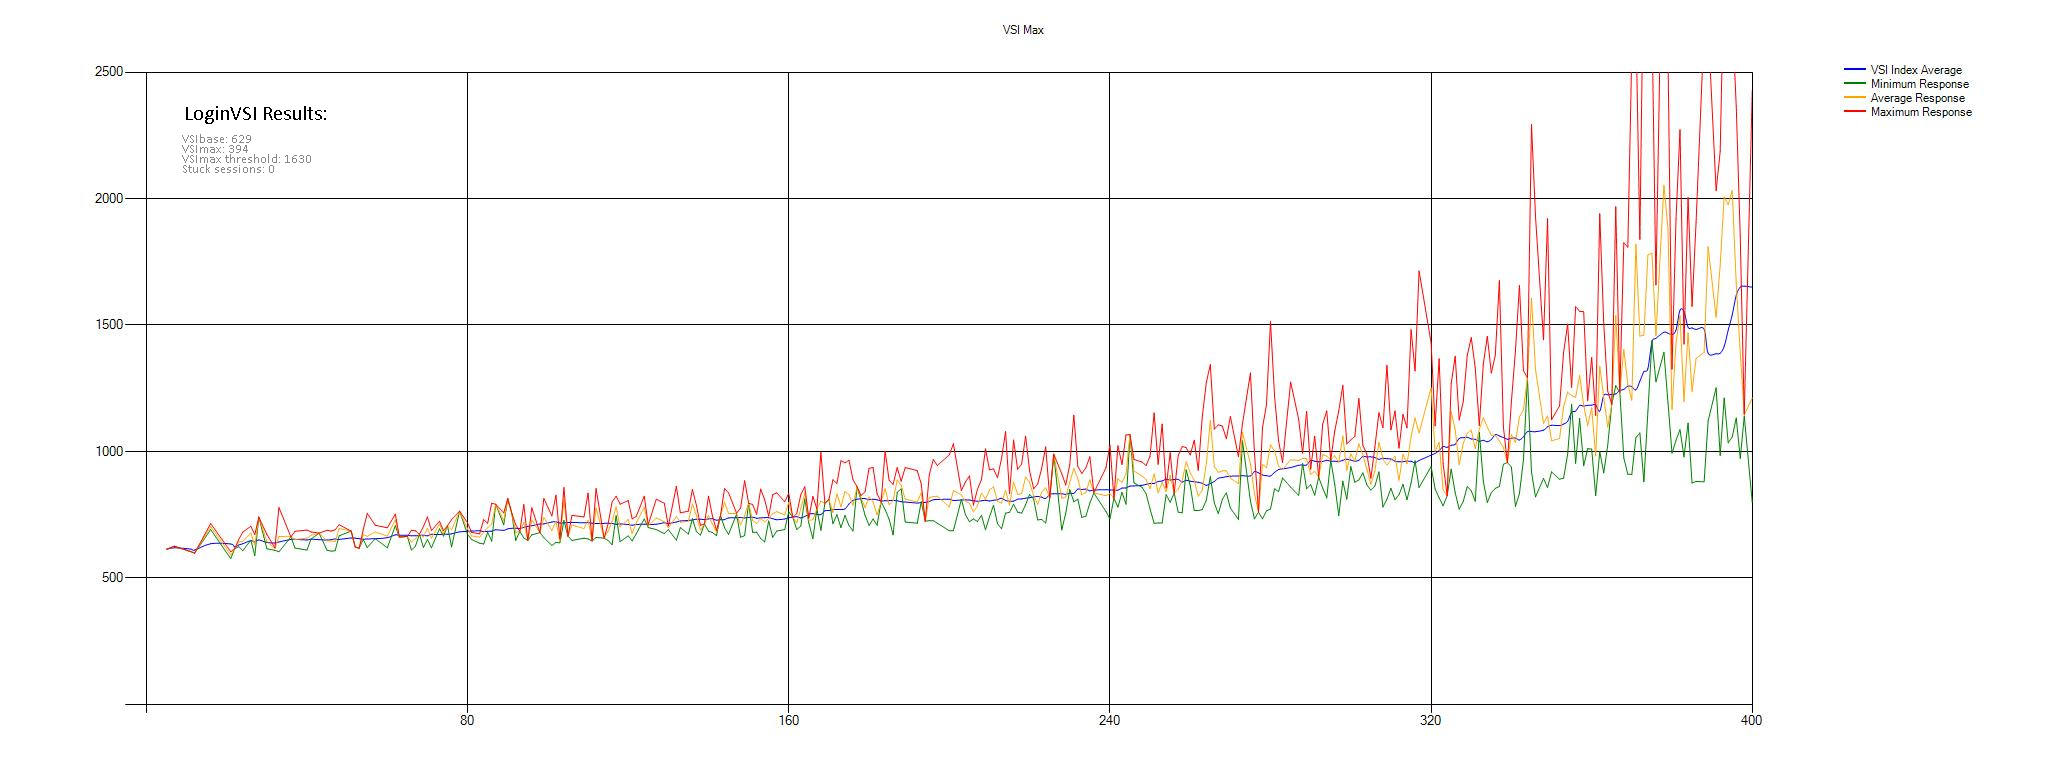 VSI Max
2500
2000
1500
1000
500
LoginVSI Results:
VSIbase: 629
VSImax: 394
VSImax threshold: 1630
Stuck sessions: 0
VSI Index Average
Minimum Response
Average Response
Maximum Response
80
160
240
320
400